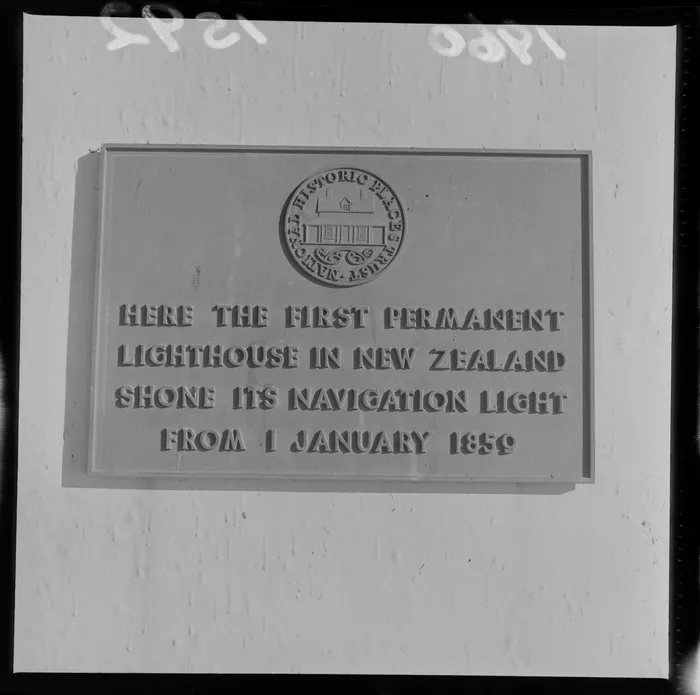 1592
1960
NATIONAL HISTORIC PLACES TRUST
HERE THE FIRST PERMANENT
LIGHTHOUSE IN NEW ZEALAND
SHONE ITS NAVIGATION LIGHT
FROM 1 JANUARY 1859